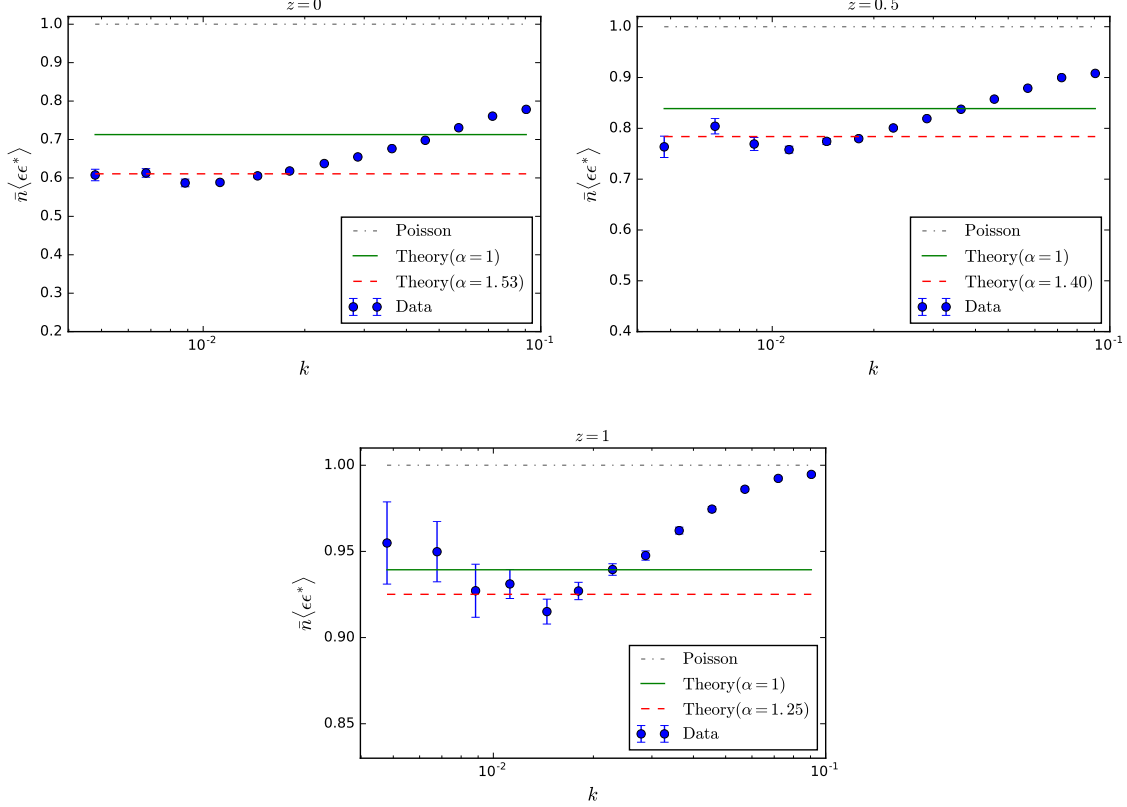 z=0
1.0
0.9
0.8
0.7
0.6
0.5
0.4
0.3
0.2
n̄⟨ϵϵ*⟩
Poisson
Theory(α=1)
Theory(α=1.53)
Data
10⁻² 10⁻¹
k
z=0.5
1.0
0.9
0.8
0.7
0.6
0.5
0.4
n̄⟨ϵϵ*⟩
Poisson
Theory(α=1)
Theory(α=1.40)
Data
10⁻² 10⁻¹
k
z=1
1.00
0.95
0.90
0.85
n̄⟨ϵϵ*⟩
Poisson
Theory(α=1)
Theory(α=1.25)
Data
10⁻² 10⁻¹
k